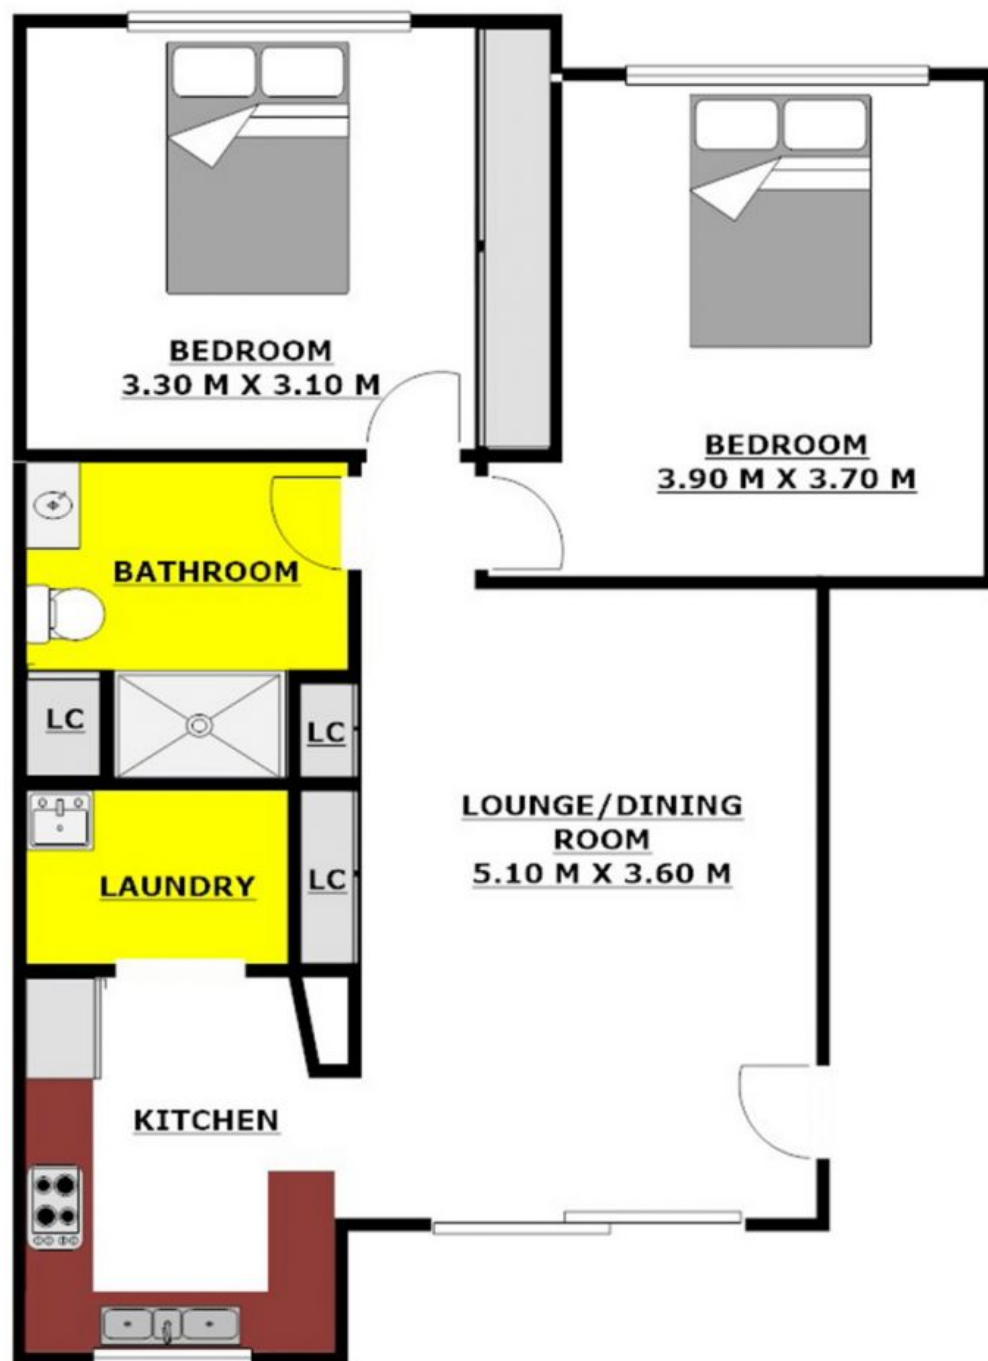 BEDROOM
3.30 M X 3.10 M
BEDROOM
3.90 M X 3.70 M
BATHROOM
LC
LC
LOUNGE/DINING
ROOM
5.10 M X 3.60 M
LAUNDRY
LC
KITCHEN